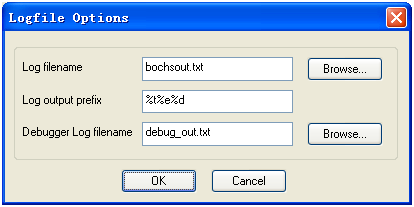 Logfile Options
Log filename bochsout.txt Browse...
Log output prefix %t%e%d
Debugger Log filename debug_out.txt Browse...
OK Cancel